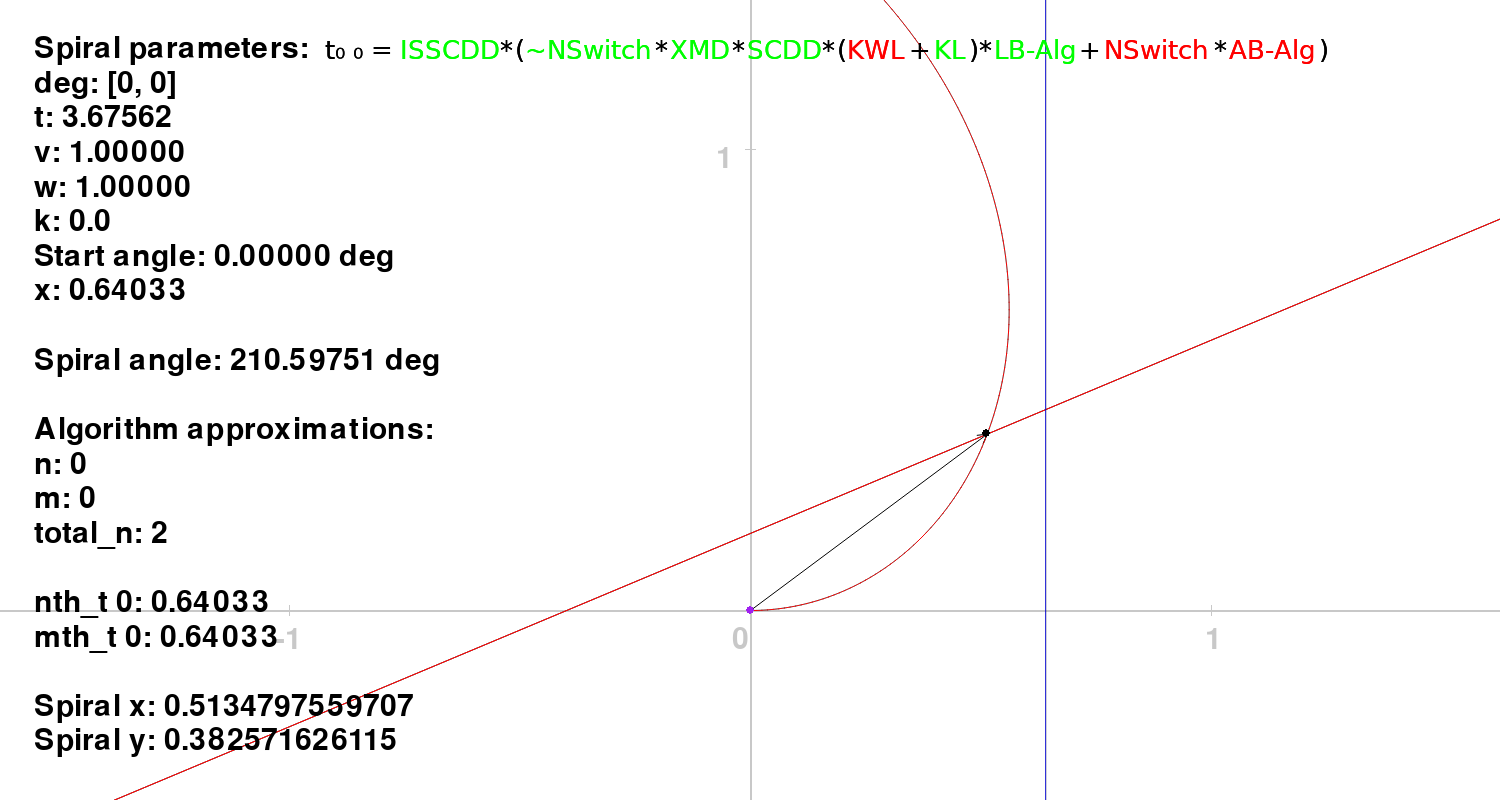 Spiral parameters: t₀ ₀ = ISSCDD*(~NSwitch*XMD*SCDD*(KWL+KL)*LB-Alg+NSwitch*AB-Alg)
deg: [0, 0]
t: 3.67562
v: 1.00000
w: 1.00000
k: 0.0
Start angle: 0.00000 deg
x: 0.64033
1
Spiral angle: 210.59751 deg
Algorithm approximations:
n: 0
m: 0
total_n: 2
nth_t 0: 0.64033
mth_t 0: 0.64033
-1 0 1
Spiral x: 0.5134797559707
Spiral y: 0.382571626115